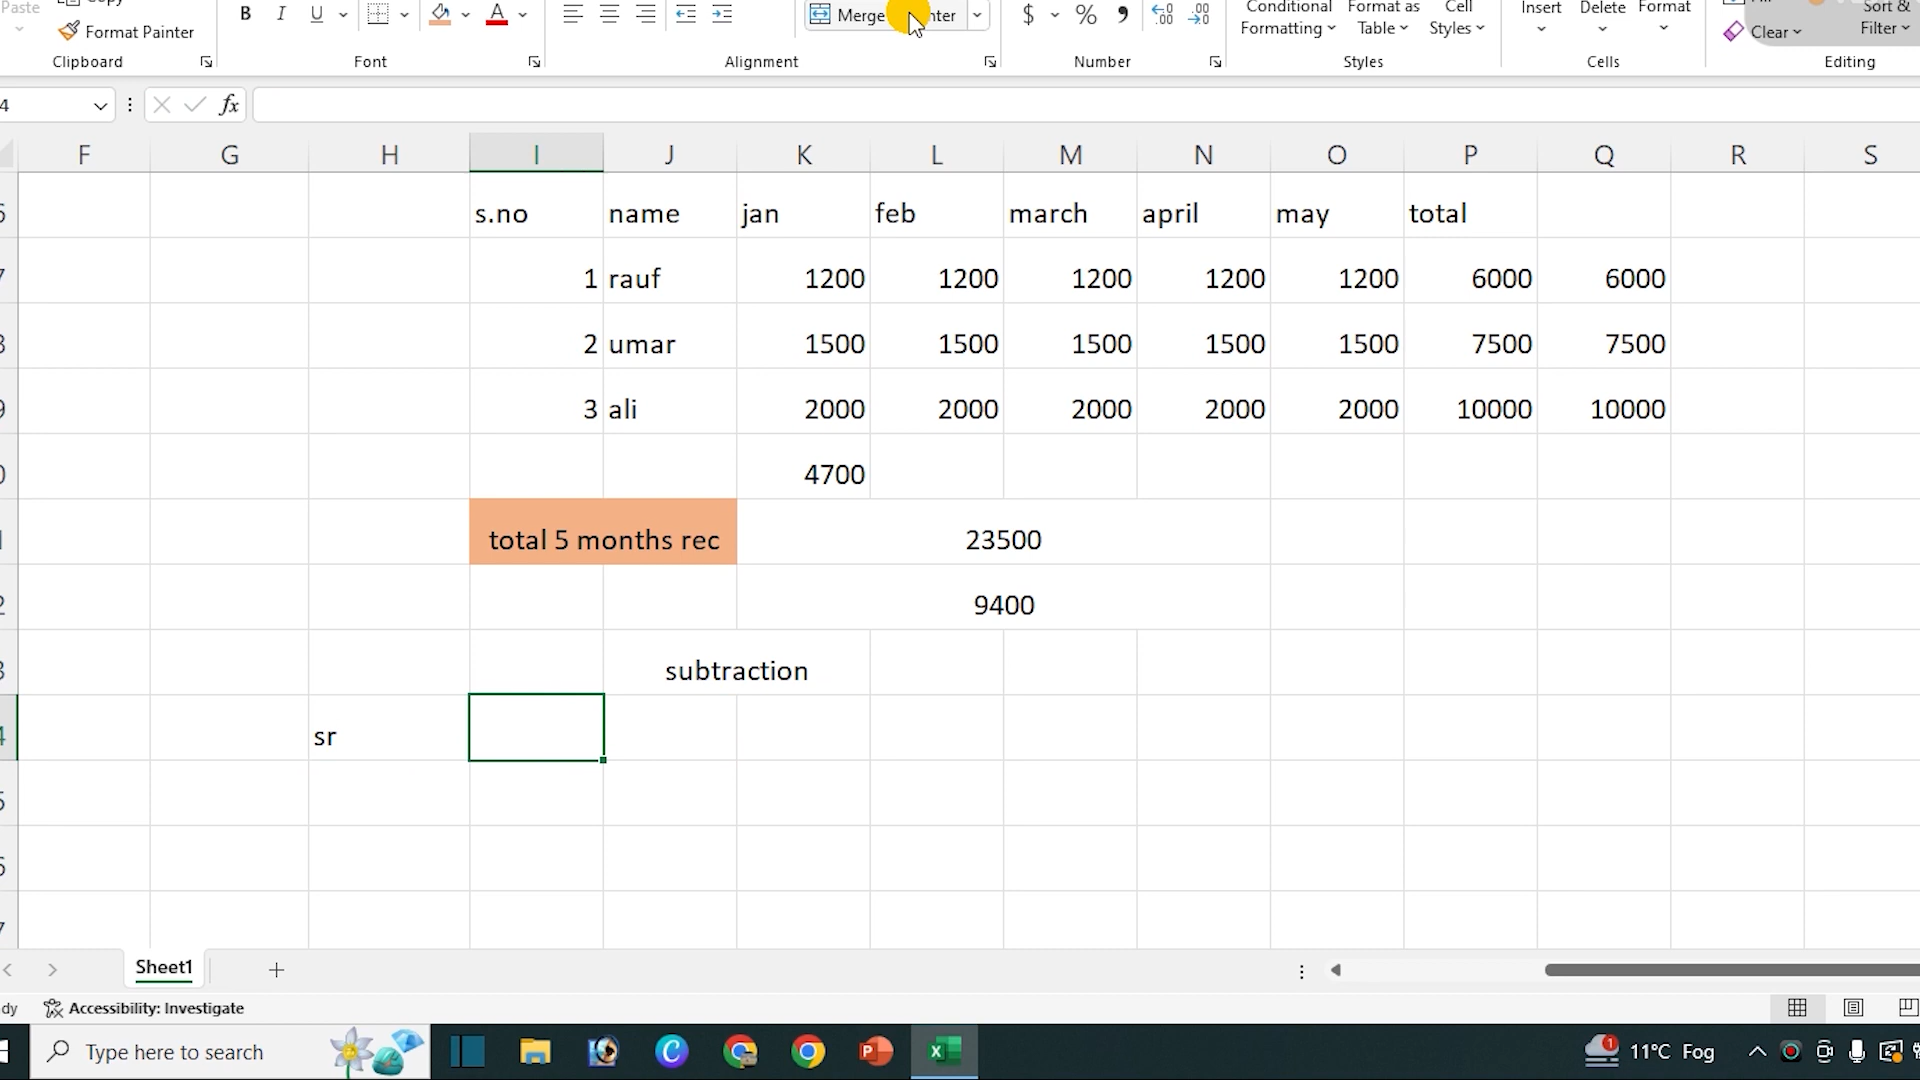 Paste
Format Painter
B I U
A
Merge
nter
$ %
Conditional
Formatting
Format as
Table
Cell
Styles
Insert
Delete
Format
Clear
Sort &
Filter
Clipboard
Font
Alignment
Number
Styles
Cells
Editing
4
fx
F G H I J K L M N O P Q R S
s.no name jan feb march april may total
1 rauf 1200 1200 1200 1200 1200 6000 6000
2 umar 1500 1500 1500 1500 1500 7500 7500
3 ali 2000 2000 2000 2000 2000 10000 10000
4700
total 5 months rec 23500
9400
subtraction
sr
Sheet1
dy Accessibility: Investigate
Type here to search
11°C Fog